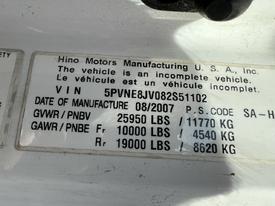 Hino Motors Manufacturing U. S. A., Inc.
The vehicle is an incomplete vehicle.
Le véhicule est un véhicule incomplet.
V I N 5PVNE8JV082S51102
DATE OF MANUFACTURE 08/2007 P.S. CODE SA-H
GVWR / PNBV 25950 LBS / 11770 KG
GAWR / PNBE Fr 10000 LBS / 4540 KG
Rr 19000 LBS / 8620 KG